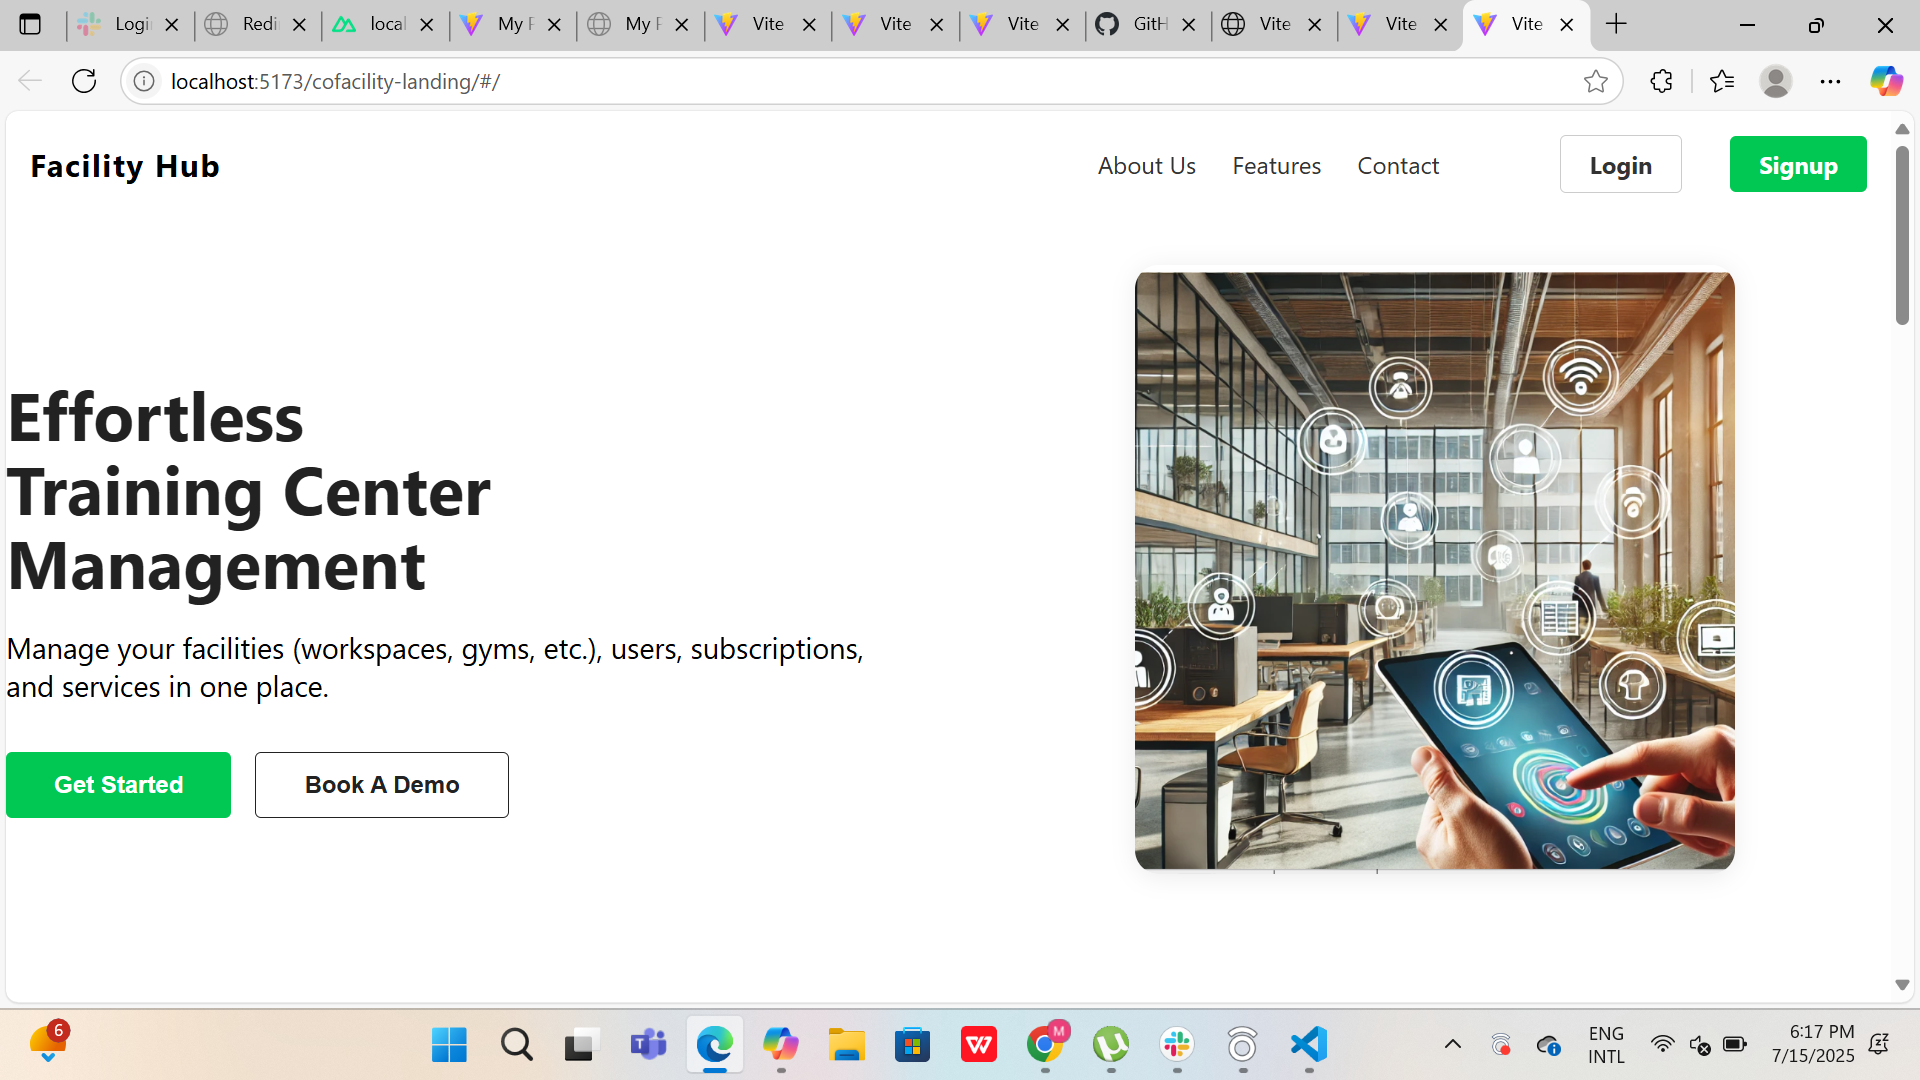 Login
Redi
local
My F
My F
Vite
Vite
Vite
GitH
Vite
Vite
Vite
localhost:5173/cofacility-landing/#/
Facility Hub
About Us
Features
Contact
Login
Signup
Effortless
Training Center
Management
Manage your facilities (workspaces, gyms, etc.), users, subscriptions,
and services in one place.
Get Started
Book A Demo
6
T
W
M
ENG
INTL
6:17 PM
7/15/2025